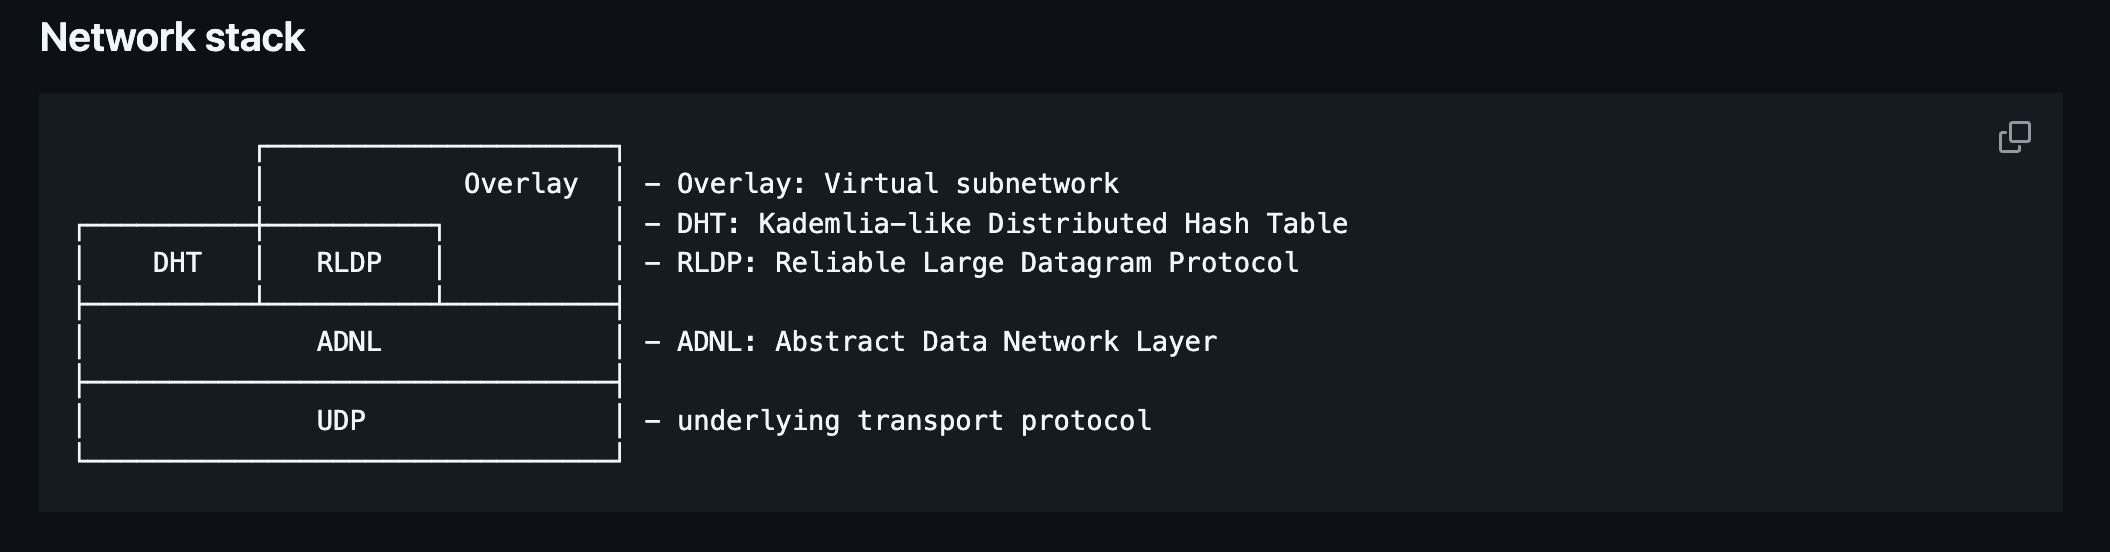 Network stack
Overlay - Overlay: Virtual subnetwork
- DHT: Kademlia-like Distributed Hash Table
DHT RLDP - RLDP: Reliable Large Datagram Protocol
ADNL - ADNL: Abstract Data Network Layer
UDP - underlying transport protocol